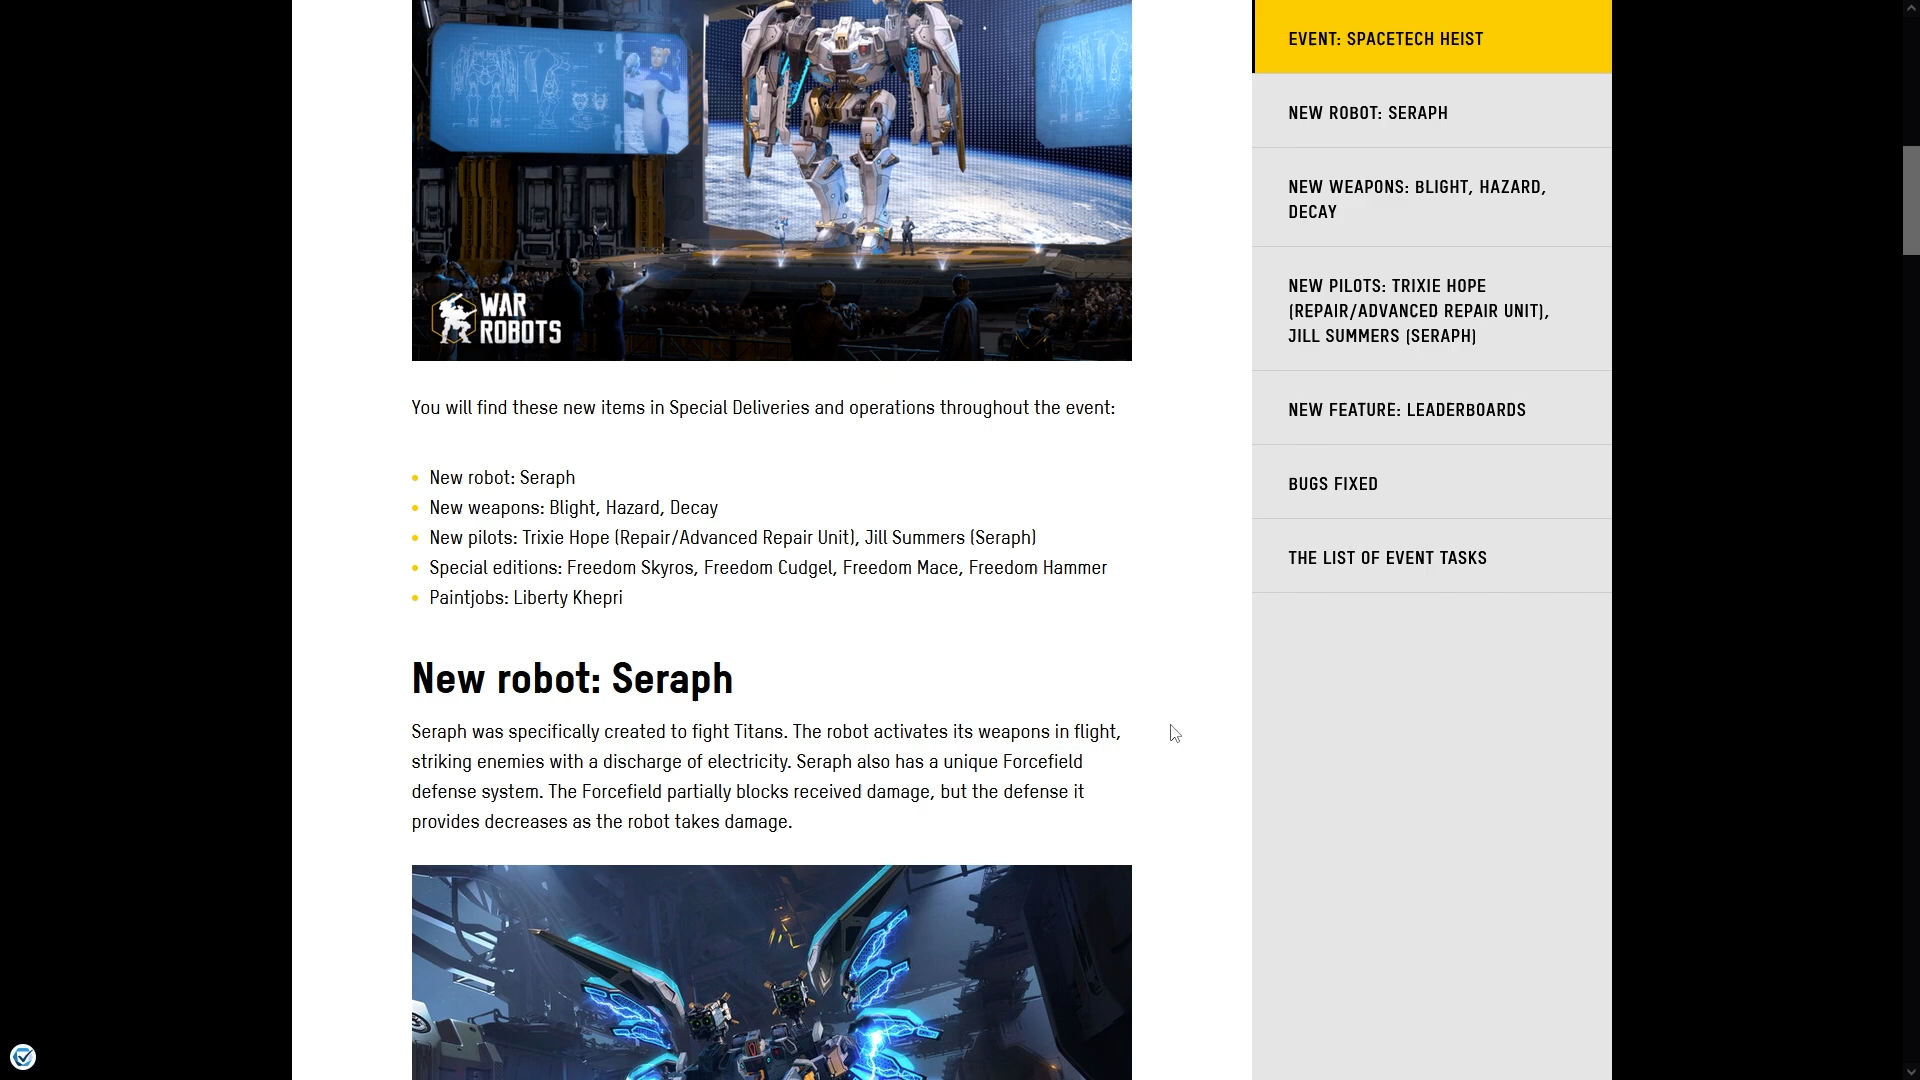 WAR
ROBOTS
You will find these new items in Special Deliveries and operations throughout the event:
New robot: Seraph
New weapons: Blight, Hazard, Decay
New pilots: Trixie Hope (Repair/Advanced Repair Unit), Jill Summers (Seraph)
Special editions: Freedom Skyros, Freedom Cudgel, Freedom Mace, Freedom Hammer
Paintjobs: Liberty Khepri
New robot: Seraph
Seraph was specifically created to fight Titans. The robot activates its weapons in flight,
striking enemies with a discharge of electricity. Seraph also has a unique Forcefield
defense system. The Forcefield partially blocks received damage, but the defense it
provides decreases as the robot takes damage.
EVENT: SPACETECH HEIST
NEW ROBOT: SERAPH
NEW WEAPONS: BLIGHT, HAZARD,
DECAY
NEW PILOTS: TRIXIE HOPE
(REPAIR/ADVANCED REPAIR UNIT),
JILL SUMMERS (SERAPH)
NEW FEATURE: LEADERBOARDS
BUGS FIXED
THE LIST OF EVENT TASKS